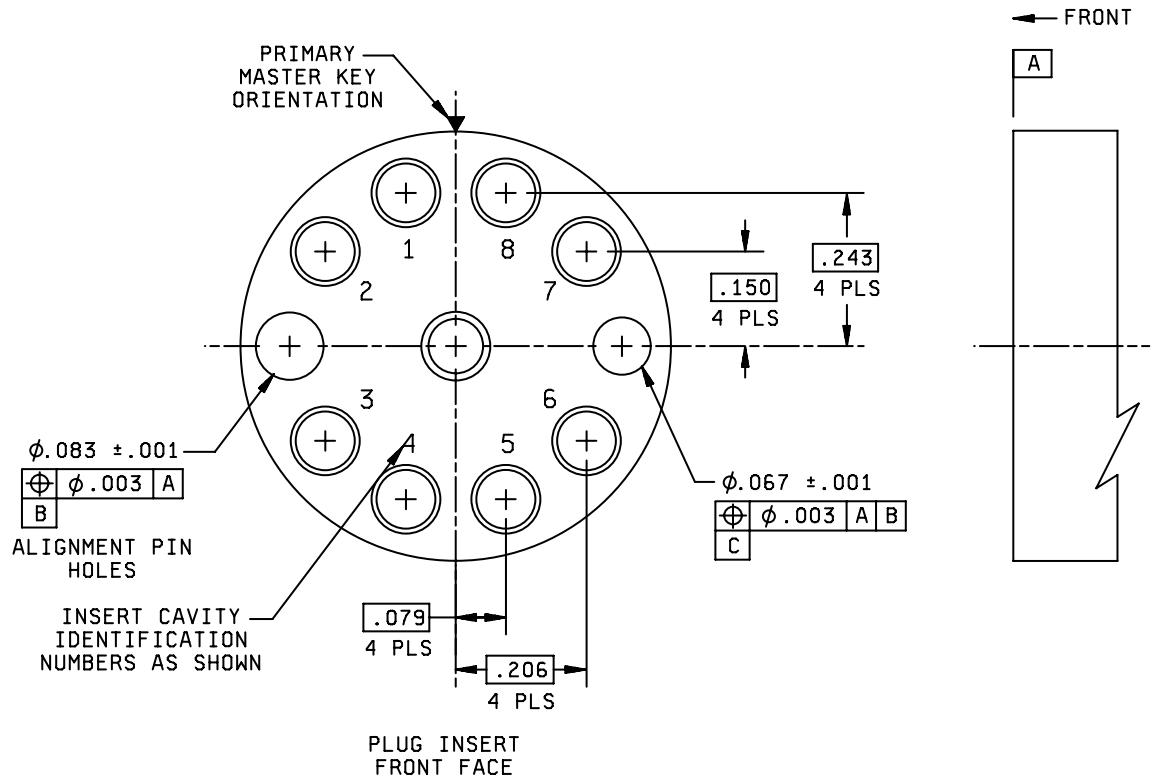 FRONT
A
PRIMARY
MASTER KEY
ORIENTATION
1
8
2
7
.243
4 PLS
.150
4 PLS
3
6
4
5
ϕ.083 ±.001
⌖ ϕ.003 A
B
ALIGNMENT PIN
HOLES
ϕ.067 ±.001
⌖ ϕ.003 A B
C
INSERT CAVITY
IDENTIFICATION
NUMBERS AS SHOWN
.079
4 PLS
.206
4 PLS
PLUG INSERT
FRONT FACE